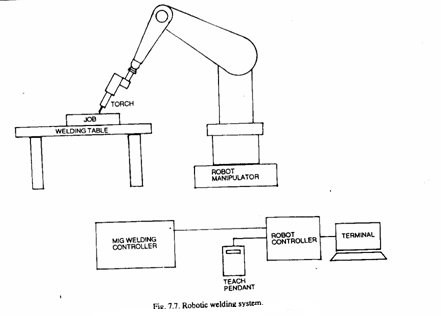 TORCH
JOB
WELDING TABLE
ROBOT
MANIPULATOR
MIG WELDING
CONTROLLER
ROBOT
CONTROLLER
TERMINAL
TEACH
PENDANT
Fig. 7.7. Robotic welding system.